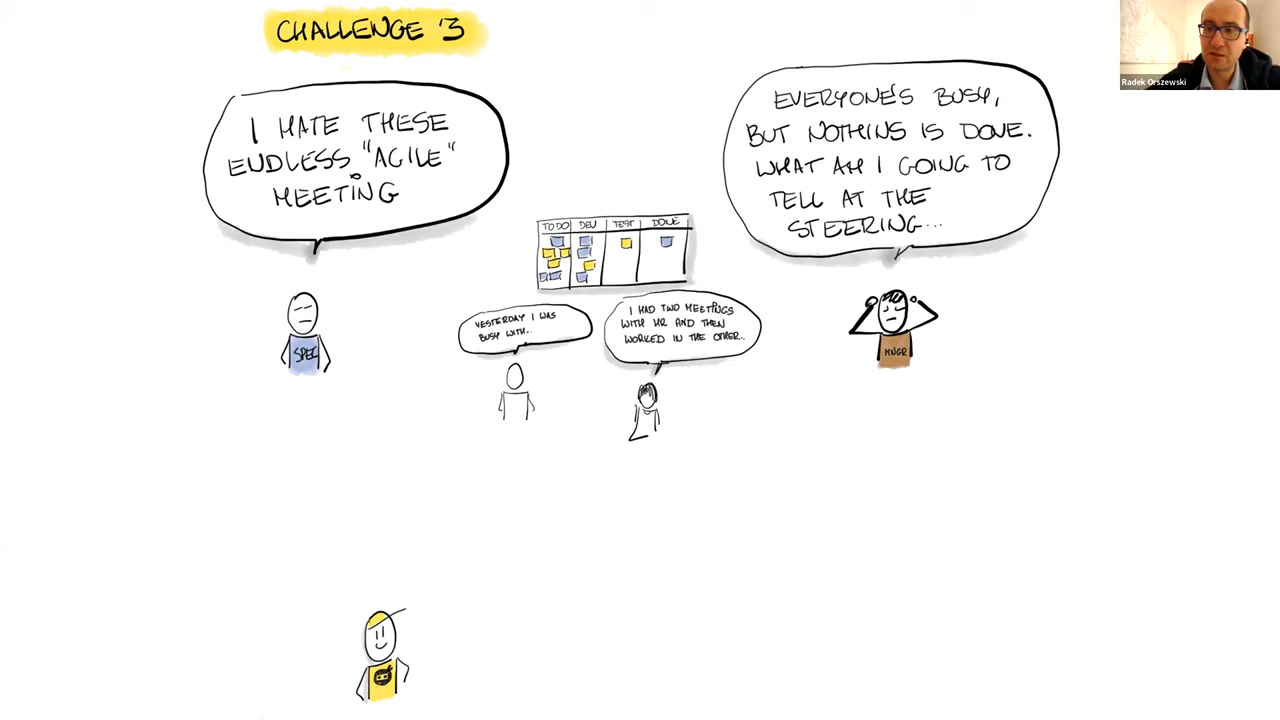 CHALLENGE '3
I HATE THESE
ENDLESS "AGILE"
MEETING
EVERYONE'S BUSY,
BUT NOTHING IS DONE.
WHAT AM I GOING TO
TELL AT THE
STEERING...
Radek Orszewski
TO DO DEV TEST DONE
YESTERDAY I WAS
BUSY WITH..
I HAD TWO MEETINGS
WITH HR AND THEN
WORKED IN THE OTHER..
SPEC
MNGR